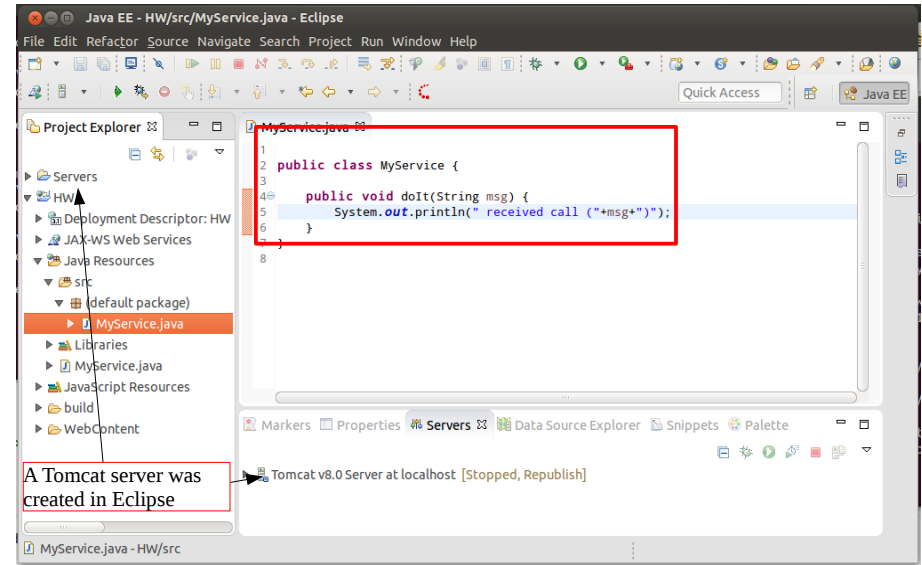 Java EE - HW/src/MyService.java - Eclipse
File Edit Refactor Source Navigate Search Project Run Window Help
Quick Access
Java EE
Project Explorer
MyService.java
Servers
HW
Deployment Descriptor: HW
JAX-WS Web Services
Java Resources
src
(default package)
MyService.java
Libraries
MyService.java
JavaScript Resources
build
WebContent
1
2 public class MyService {
3
4 public void doIt(String msg) {
5 System.out.println(" received call ("+msg+")");
6 }
7 }
8
Markers Properties Servers Data Source Explorer Snippets Palette
Tomcat v8.0 Server at localhost [Stopped, Republish]
A Tomcat server was
created in Eclipse
MyService.java - HW/src